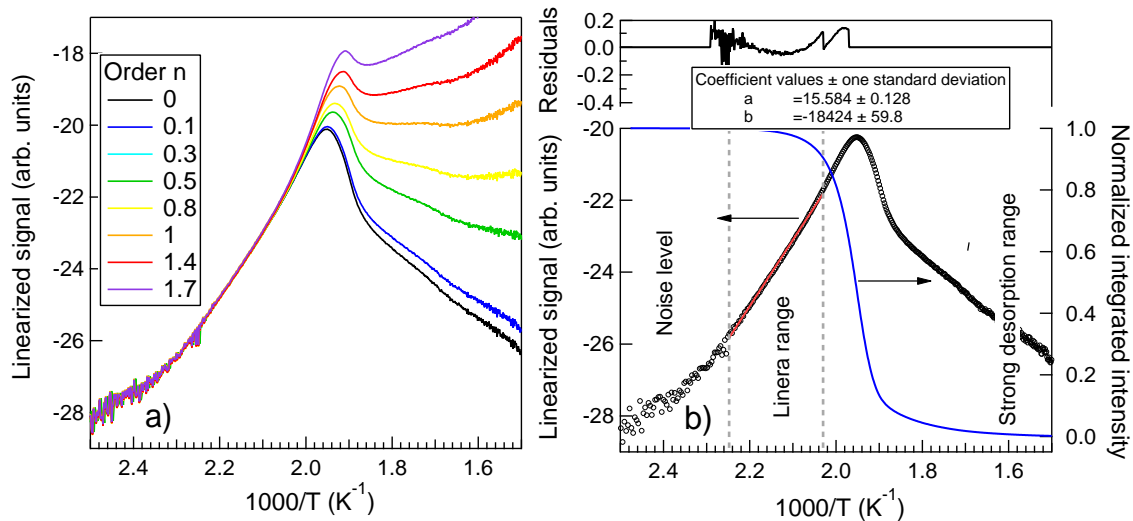 Linearized signal (arb. units)
-18
-20
-22
-24
-26
-28
Order n
0
0.1
0.3
0.5
0.8
1
1.4
1.7
a)
2.4
2.2
2.0
1.8
1.6
1000/T (K⁻¹)
Residuals
0.2
0.0
-0.2
-0.4
Coefficient values ± one standard deviation
a =15.584 ± 0.128
b =-18424 ± 59.8
Linearized signal (arb. units)
-20
-22
-24
-26
-28
Noise level
Linera range
Strong desorption range
b)
1.0
0.8
0.6
0.4
0.2
0.0
Normalized integrated intensity
2.4
2.2
2.0
1.8
1.6
1000/T (K⁻¹)